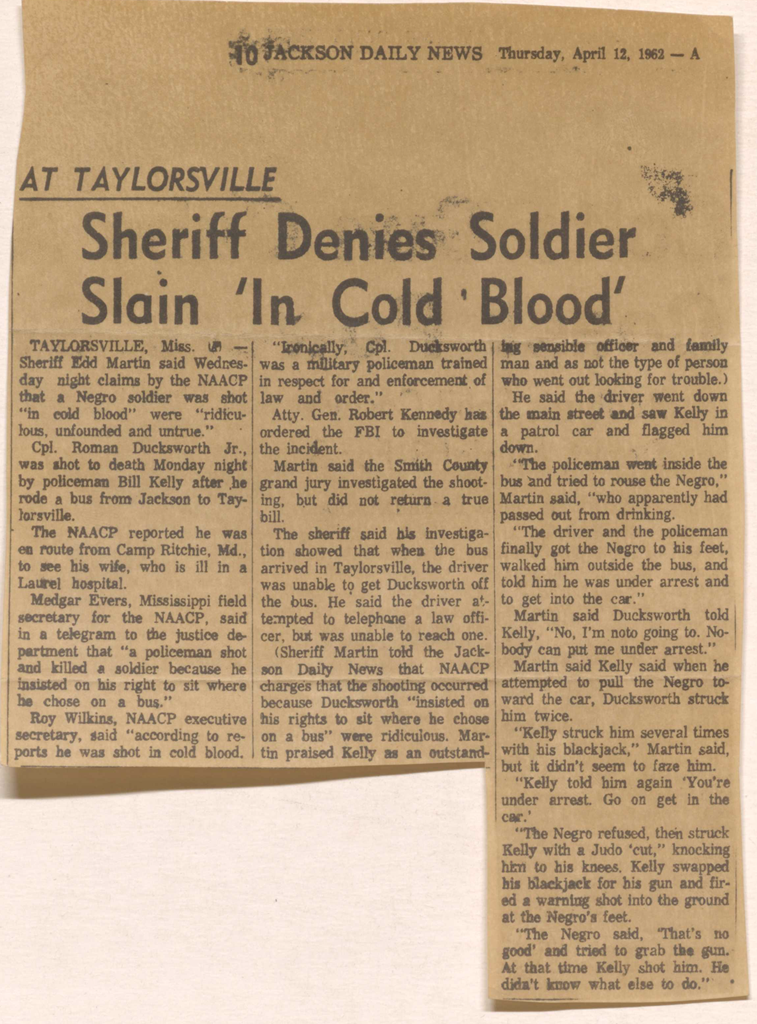 10 JACKSON DAILY NEWS Thursday, April 12, 1962 — A
AT TAYLORSVILLE
Sheriff Denies Soldier
Slain 'In Cold Blood'
TAYLORSVILLE, Miss. —
Sheriff Edd Martin said Wednes-
day night claims by the NAACP
that a Negro soldier was shot
"in cold blood" were "ridicu-
lous, unfounded and untrue."
Cpl. Roman Ducksworth Jr.,
was shot to death Monday night
by policeman Bill Kelly after he
rode a bus from Jackson to Tay-
lorsville.
The NAACP reported he was
en route from Camp Ritchie, Md.,
to see his wife, who is ill in a
Laurel hospital.
Medgar Evers, Mississippi field
secretary for the NAACP, said
in a telegram to the justice de-
partment that "a policeman shot
and killed a soldier because he
insisted on his right to sit where
he chose on a bus."
Roy Wilkins, NAACP executive
secretary, said "according to re-
ports he was shot in cold blood.
"Ironically, Cpl. Ducksworth
was a military policeman trained
in respect for and enforcement of
law and order."
Atty. Gen. Robert Kennedy has
ordered the FBI to investigate
the incident.
Martin said the Smith County
grand jury investigated the shoot-
ing, but did not return a true
bill.
The sheriff said his investiga-
tion showed that when the bus
arrived in Taylorsville, the driver
was unable to get Ducksworth off
the bus. He said the driver at-
tempted to telephone a law offi-
cer, but was unable to reach one.
(Sheriff Martin told the Jack-
son Daily News that NAACP
charges that the shooting occurred
because Ducksworth "insisted on
his rights to sit where he chose
on a bus" were ridiculous. Mar-
tin praised Kelly as an outstand-
ing sensible officer and family
man and as not the type of person
who went out looking for trouble.)
He said the driver went down
the main street and saw Kelly in
a patrol car and flagged him
down.
"The policeman went inside the
bus and tried to rouse the Negro,"
Martin said, "who apparently had
passed out from drinking.
"The driver and the policeman
finally got the Negro to his feet,
walked him outside the bus, and
told him he was under arrest and
to get into the car."
Martin said Ducksworth told
Kelly, "No, I'm noto going to. No-
body can put me under arrest."
Martin said Kelly said when he
attempted to pull the Negro to-
ward the car, Ducksworth struck
him twice.
"Kelly struck him several times
with his blackjack," Martin said,
but it didn't seem to faze him.
"Kelly told him again 'You're
under arrest. Go on get in the
car.'
"The Negro refused, then struck
Kelly with a Judo 'cut,'' knocking
him to his knees. Kelly swapped
his blackjack for his gun and fir-
ed a warning shot into the ground
at the Negro's feet.
"The Negro said, 'That's no
good' and tried to grab the gun.
At that time Kelly shot him. He
didn't know what else to do."